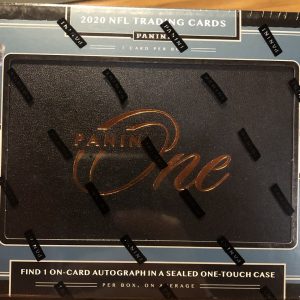 2020 NFL TRADING CARDS
PANINI
1 CARD PER BOX
PANINI
One
FIND 1 ON-CARD AUTOGRAPH IN A SEALED ONE-TOUCH CASE
PER BOX, ON AVERAGE